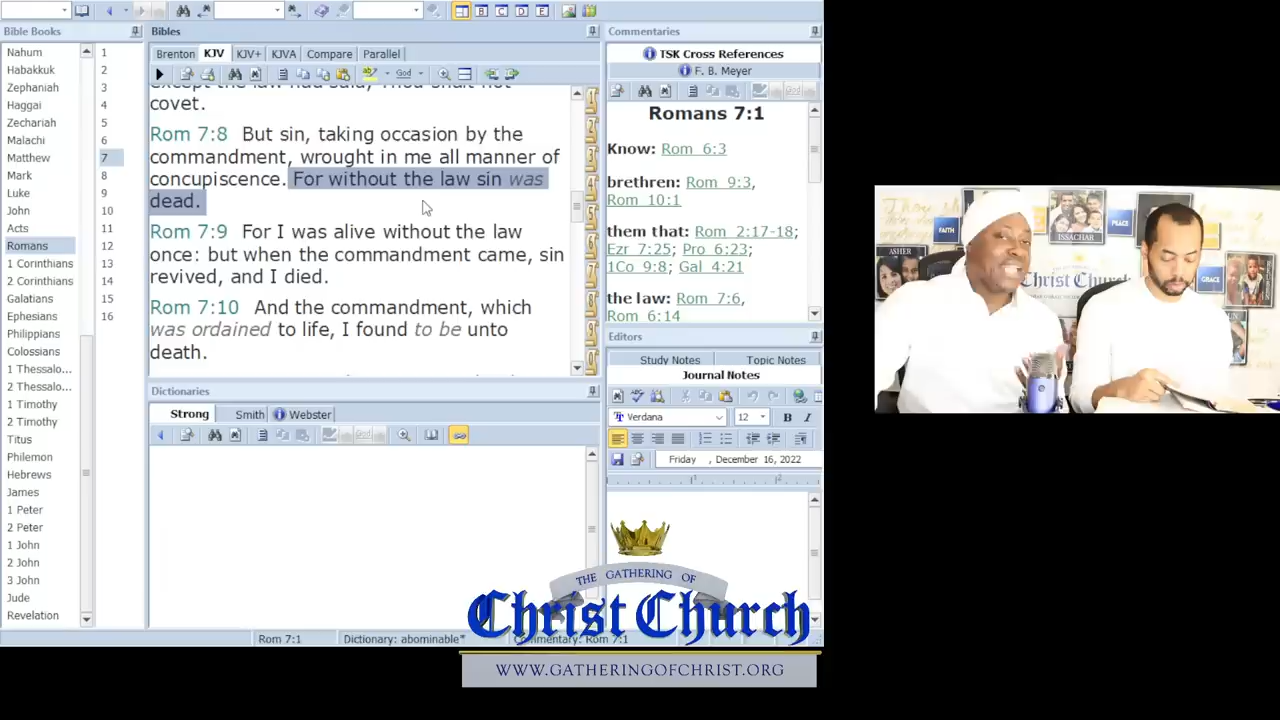 Bible Books
Bibles
Commentaries
Nahum
Habakkuk
Zephaniah
Haggai
Zechariah
Malachi
Matthew
Mark
Luke
John
Acts
Romans
1 Corinthians
2 Corinthians
Galatians
Ephesians
Philippians
Colossians
1 Thessalo...
2 Thessalo...
1 Timothy
2 Timothy
Titus
Philemon
Hebrews
James
1 Peter
2 Peter
1 John
2 John
3 John
Jude
Revelation
1
2
3
4
5
6
7
8
9
10
11
12
13
14
15
16
Brenton KJV KJV+ KJVA Compare Parallel
God
covet.
Rom 7:8 But sin, taking occasion by the
commandment, wrought in me all manner of
concupiscence. For without the law sin was
dead.
Rom 7:9 For I was alive without the law
once: but when the commandment came, sin
revived, and I died.
Rom 7:10 And the commandment, which
was ordained to life, I found to be unto
death.
Dictionaries
Strong Smith Webster
TSK Cross References
F. B. Meyer
Romans 7:1
Know: Rom 6:3
brethren: Rom 9:3,
Rom 10:1
them that: Rom 2:17-18;
Ezr 7:25; Pro 6:23;
1Co 9:8; Gal 4:21
the law: Rom 7:6,
Rom 6:14
Editors
Study Notes Topic Notes
Journal Notes
Verdana 12 B I
Friday , December 16, 2022
Rom 7:1 Dictionary: abominable* Commentary: Rom 7:1
THE GATHERING OF
Christ Church
WWW.GATHERINGOFCHRIST.ORG
ASHER
FAITH
ISSACHAR
PEACE
GRACE
Christ Church